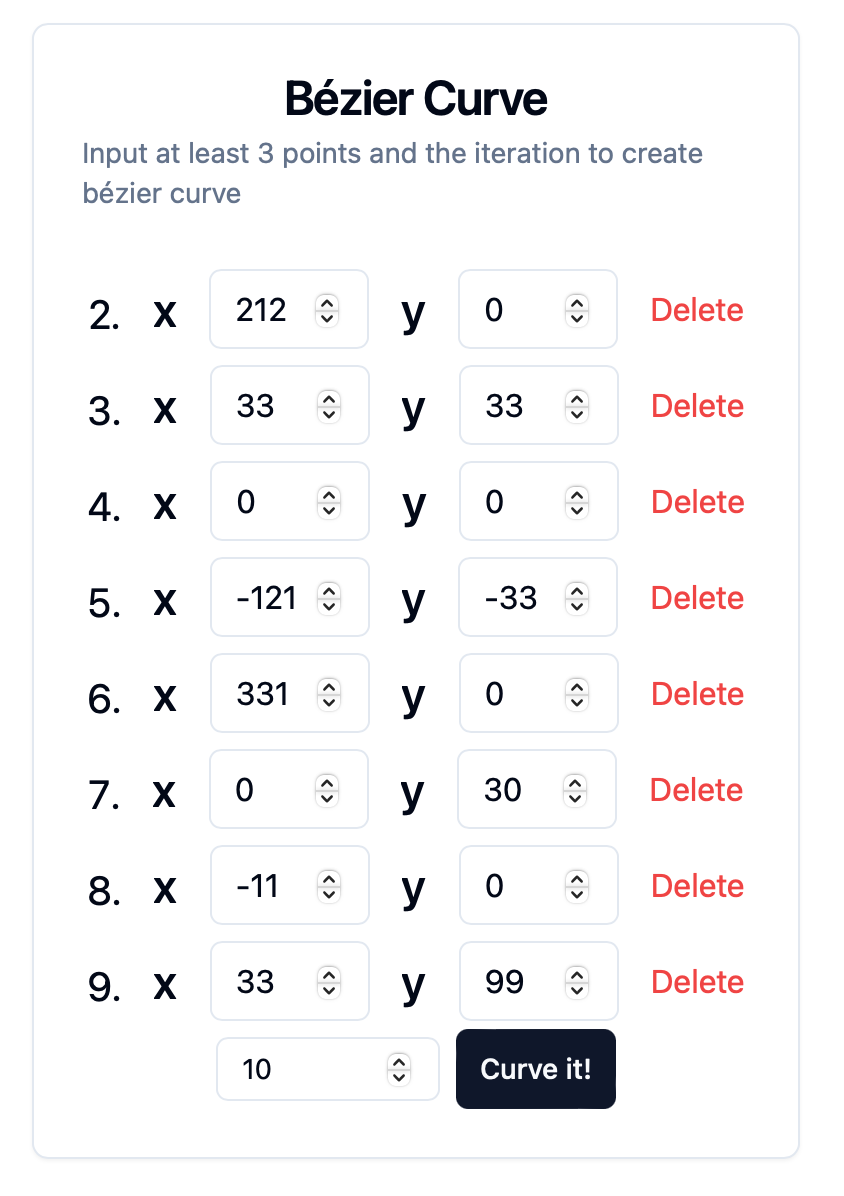 Bézier Curve
Input at least 3 points and the iteration to create
bézier curve
2. x 212 y 0 Delete
3. x 33 y 33 Delete
4. x 0 y 0 Delete
5. x -121 y -33 Delete
6. x 331 y 0 Delete
7. x 0 y 30 Delete
8. x -11 y 0 Delete
9. x 33 y 99 Delete
10 Curve it!